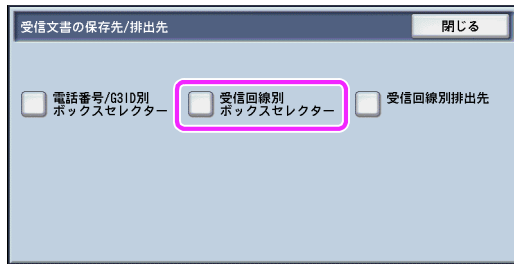 受信文書の保存先/排出先
閉じる
電話番号/G3ID別
ボックスセレクター
受信回線別
ボックスセレクター
受信回線別排出先